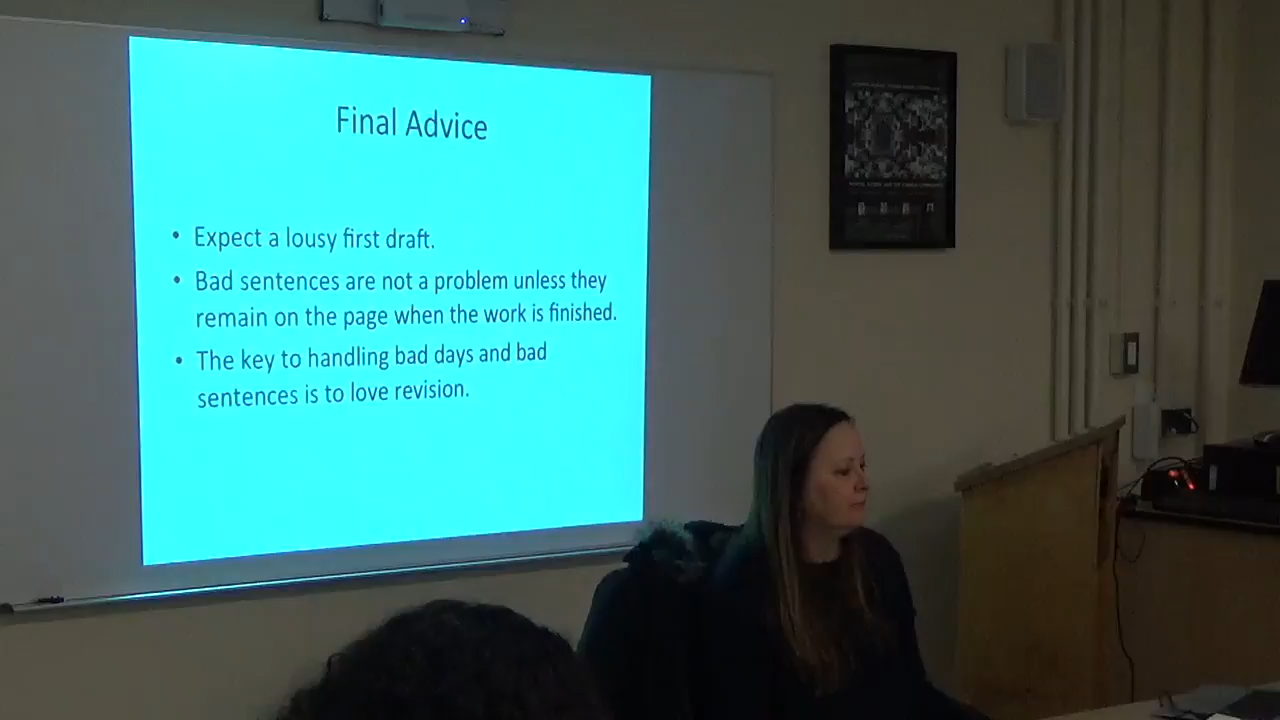 Final Advice
• Expect a lousy first draft.
• Bad sentences are not a problem unless they
remain on the page when the work is finished.
• The key to handling bad days and bad
sentences is to love revision.